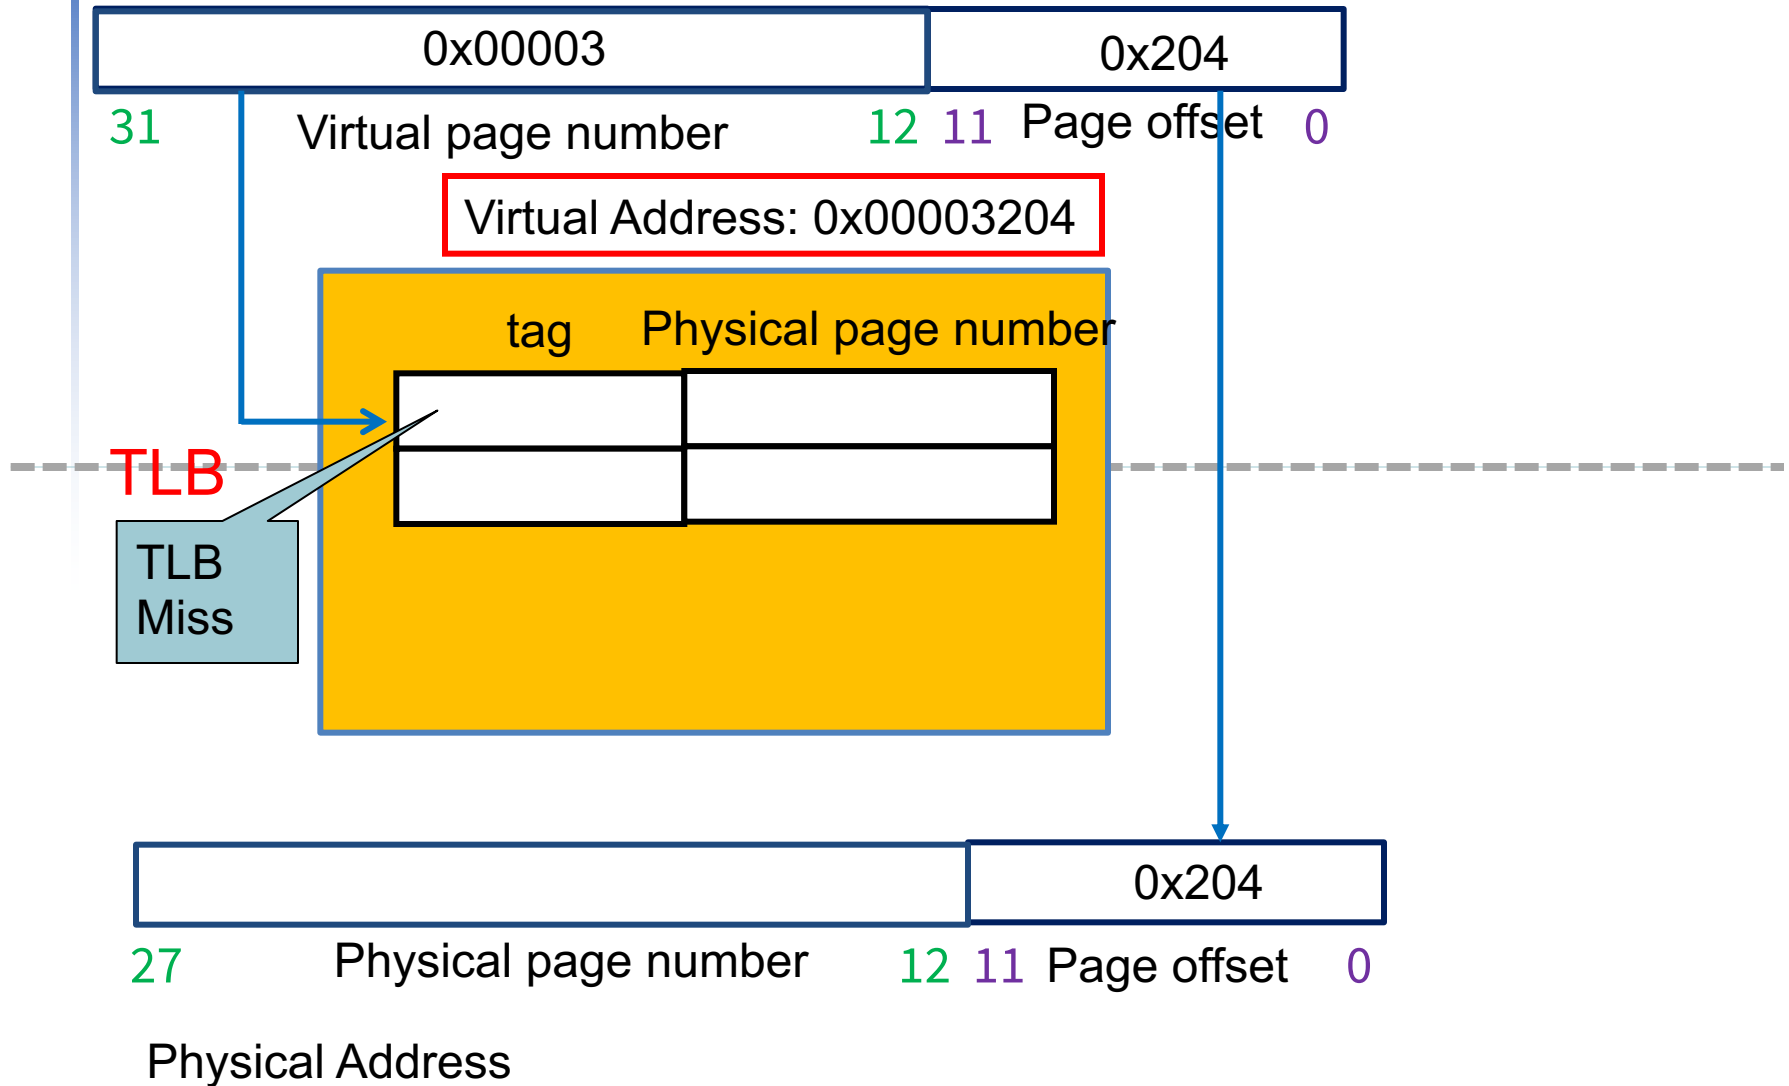 0x00003 0x204
31 Virtual page number 12 11 Page offset 0
Virtual Address: 0x00003204
tag Physical page number
TLB
TLB
Miss
0x204
27 Physical page number 12 11 Page offset 0
Physical Address